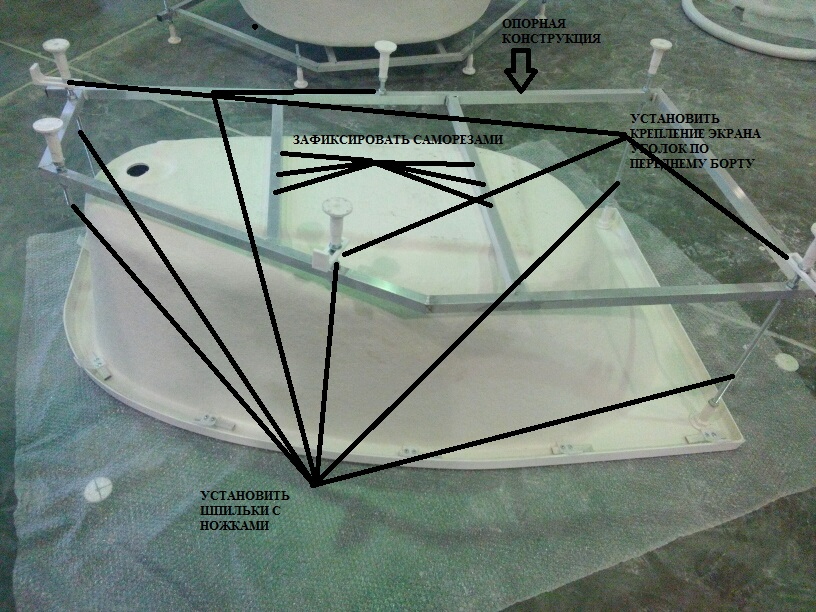 ОПОРНАЯ
КОНСТРУКЦИЯ
УСТАНОВИТЬ
КРЕПЛЕНИЕ ЭКРАНА
УГОЛОК ПО
ПЕРЕДНЕМУ БОРТУ
ЗАФИКСИРОВАТЬ САМОРЕЗАМИ
УСТАНОВИТЬ
ШПИЛЬКИ С
НОЖКАМИ